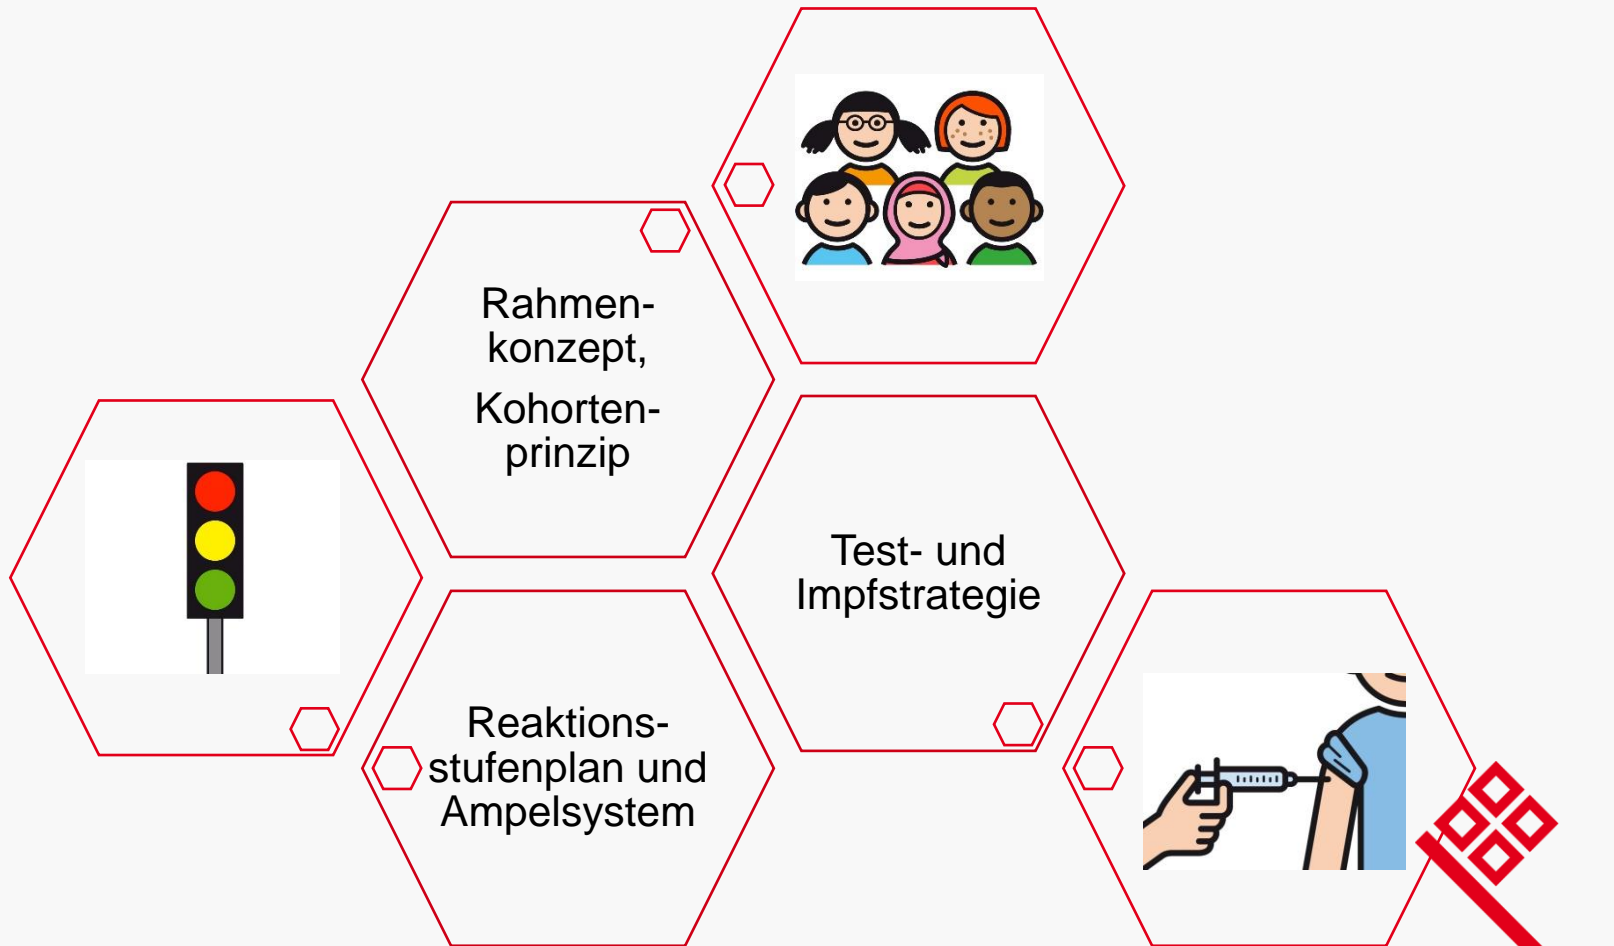 Rahmen-
konzept,
Kohorten-
prinzip
Test- und
Impfstrategie
Reaktions-
stufenplan und
Ampelsystem